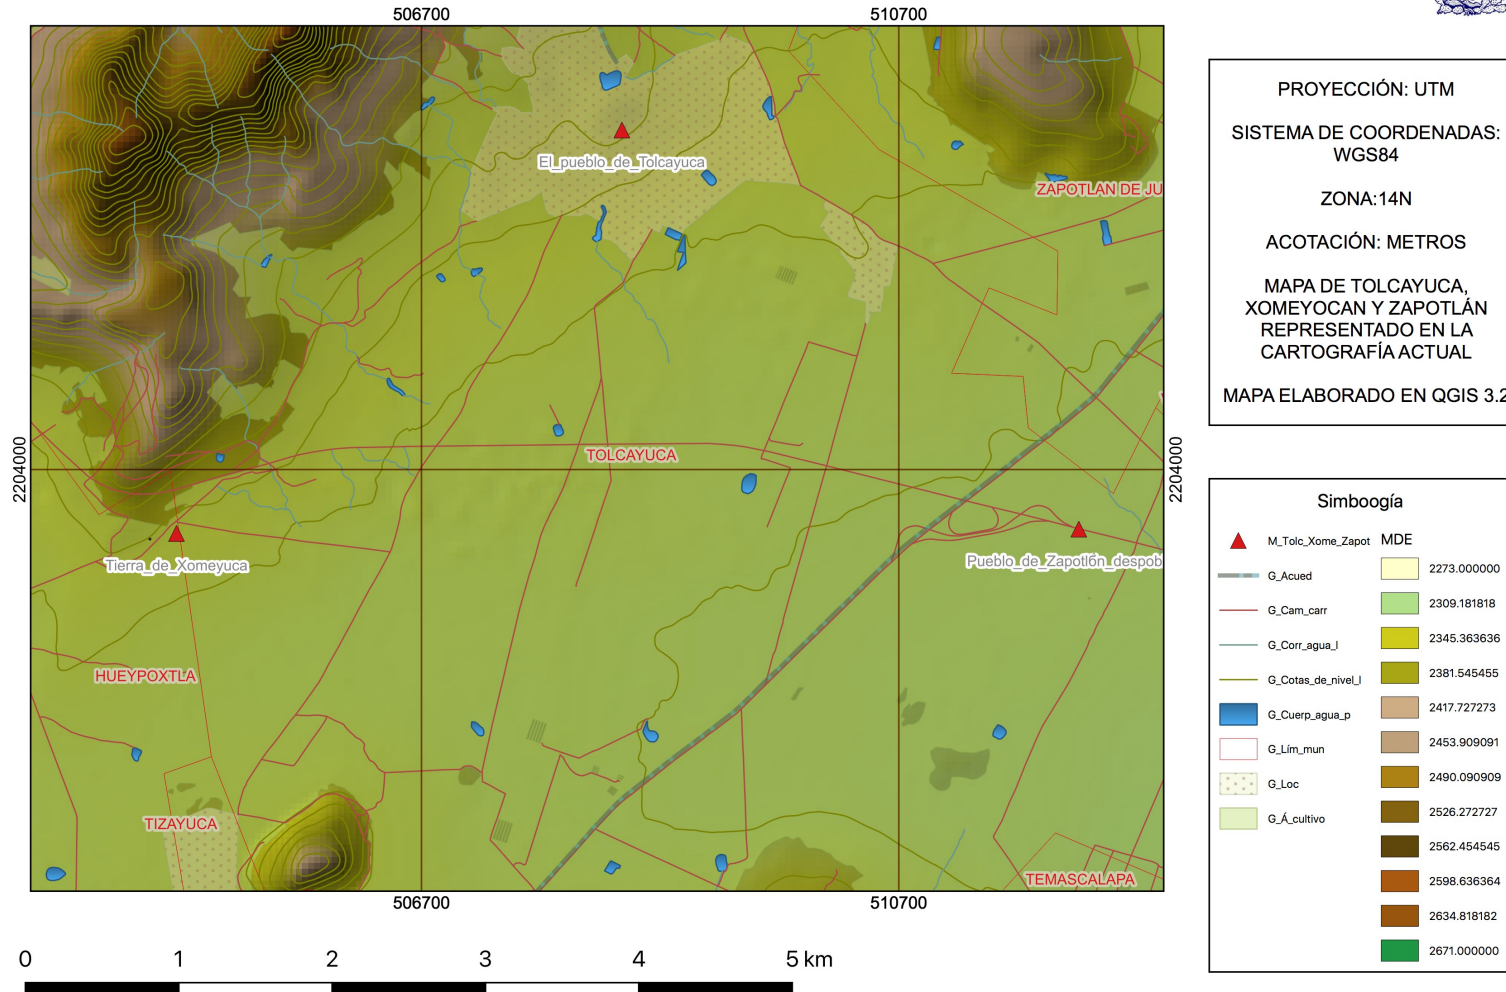 506700
510700
El_pueblo_de_Tolcayuca
ZAPOTLAN DE JU
2204000
2204000
TOLCAYUCA
Tierra_de_Xomeyuca
Pueblo_de_Zapotlón_despob
HUEYPOXTLA
TIZAYUCA
TEMASCALAPA
506700
510700
0 1 2 3 4 5 km
PROYECCIÓN: UTM
SISTEMA DE COORDENADAS:
WGS84
ZONA:14N
ACOTACIÓN: METROS
MAPA DE TOLCAYUCA,
XOMEYOCAN Y ZAPOTLÁN
REPRESENTADO EN LA
CARTOGRAFÍA ACTUAL
MAPA ELABORADO EN QGIS 3.2
Simboogía
M_Tolc_Xome_Zapot
G_Acued
G_Cam_carr
G_Corr_agua_l
G_Cotas_de_nivel_l
G_Cuerp_agua_p
G_Lím_mun
G_Loc
G_Á_cultivo
MDE
2273.000000
2309.181818
2345.363636
2381.545455
2417.727273
2453.909091
2490.090909
2526.272727
2562.454545
2598.636364
2634.818182
2671.000000